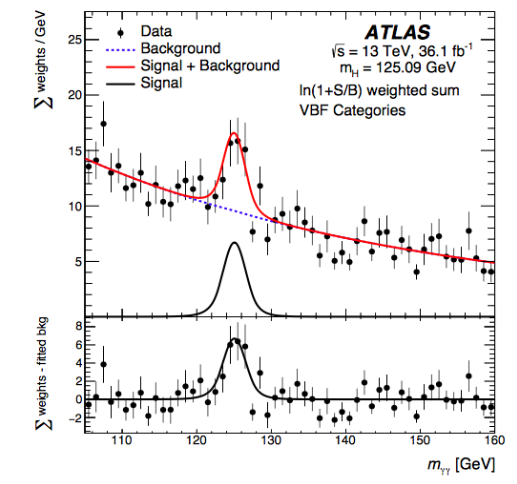 ∑ weights / GeV
25
20
15
10
5
Data
Background
Signal + Background
Signal
ATLAS
√s = 13 TeV, 36.1 fb⁻¹
m_H = 125.09 GeV
ln(1+S/B) weighted sum
VBF Categories
∑ weights - fitted bkg
8
6
4
2
0
−2
110 120 130 140 150 160
m_γγ [GeV]